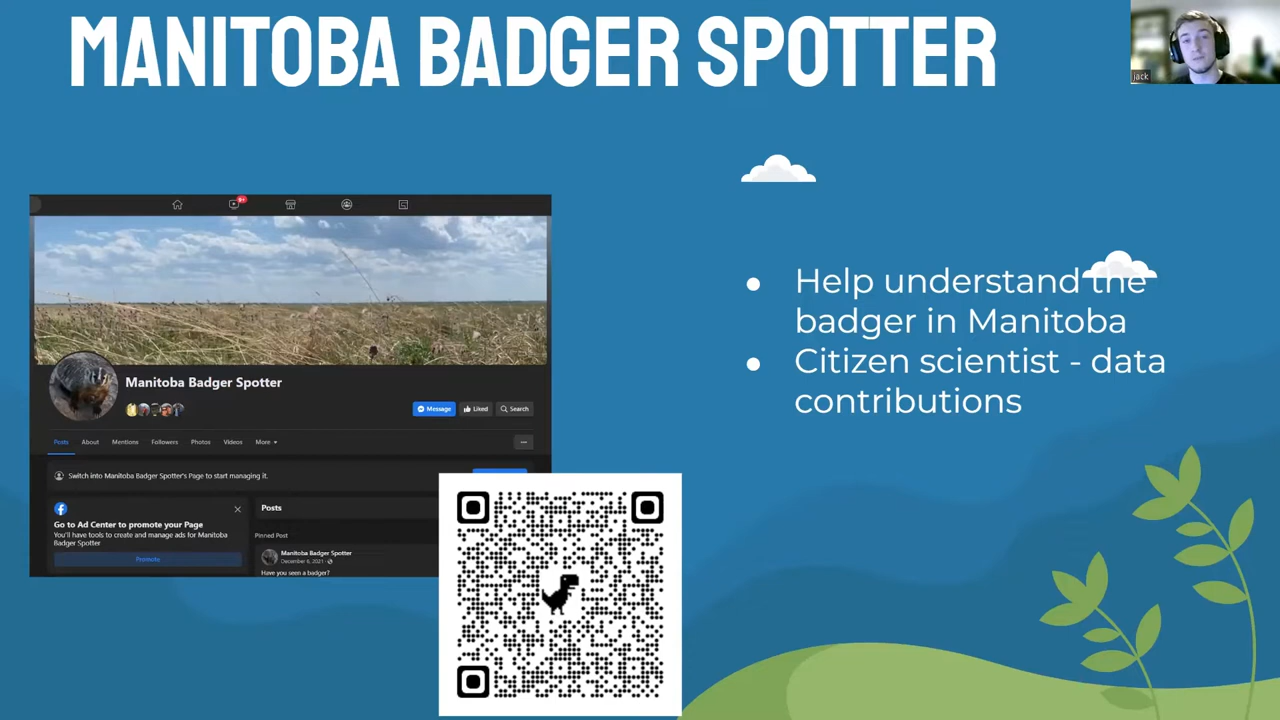 MANITOBA BADGER SPOTTER
jack
9+
Manitoba Badger Spotter
Message
Liked
Search
Posts
About
Mentions
Followers
Photos
Videos
More
Switch into Manitoba Badger Spotter's Page to start managing it.
Go to Ad Center to promote your Page
You'll have tools to create and manage ads for Manitoba
Badger Spotter
Promote
Posts
Pinned Post
Manitoba Badger Spotter
December 6, 2021
Have you seen a badger?
● Help understand the
badger in Manitoba
● Citizen scientist - data
contributions